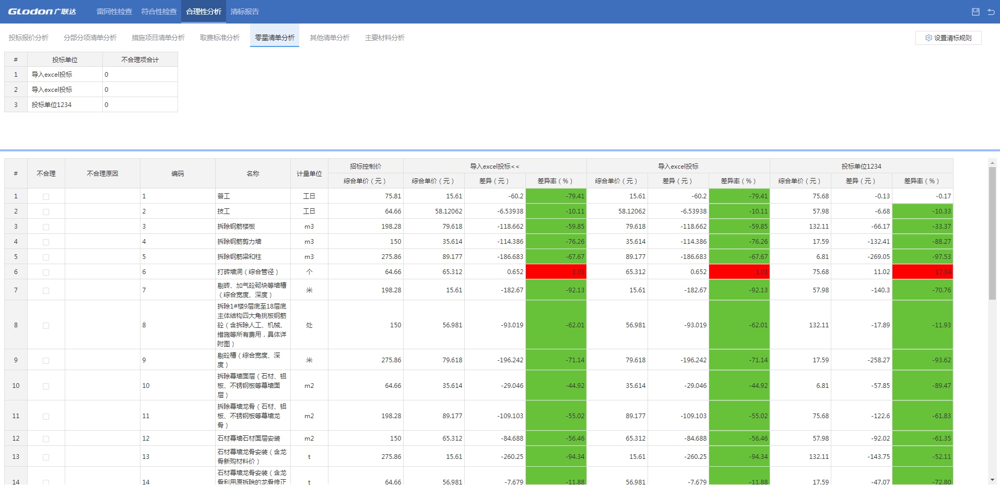 GLodon广联达 雷同性检查 符合性检查 合理性分析 清标报告
投标报价分析 分部分项清单分析 措施项目清单分析 取费标准分析 零星清单分析 其他清单分析 主要材料分析 设置清标规则
# 投标单位 不合理项合计
1 导入excel投标 0
2 导入excel投标 0
3 投标单位1234 0
# 不合理 不合理原因 编码 名称 计量单位 招标控制价 导入excel投标<< 导入excel投标 投标单位1234
综合单价（元） 综合单价（元） 差异（元） 差异率（%） 综合单价（元） 差异（元） 差异率（%） 综合单价（元） 差异（元） 差异率（%）
1 1 普工 工日 75.81 15.61 -60.2 -79.41 15.61 -60.2 -79.41 75.68 -0.13 -0.17
2 2 技工 工日 64.66 58.12062 -6.53938 -10.11 58.12062 -6.53938 -10.11 57.98 -6.68 -10.33
3 3 拆除钢筋楼板 m3 198.28 79.618 -118.662 -59.85 79.618 -118.662 -59.85 132.11 -66.17 -33.37
4 4 拆除钢筋剪力墙 m3 150 35.614 -114.386 -76.26 35.614 -114.386 -76.26 17.59 -132.41 -88.27
5 5 拆除钢筋梁和柱 m3 275.86 89.177 -186.683 -67.67 89.177 -186.683 -67.67 6.81 -269.05 -97.53
6 6 打砖墙洞（综合管径） 个 64.66 65.312 0.652 1.01 65.312 0.652 1.01 75.68 11.02 17.04
7 7 剔砖、加气砼砌块等墙槽
（综合宽度、深度） 米 198.28 15.61 -182.67 -92.13 15.61 -182.67 -92.13 57.98 -140.3 -70.76
8 8 拆除1#楼9层底至18层底
主体结构四大角挑板钢筋
砼（含拆除人工、机械、
措施等所有费用，具体详
附图） 处 150 56.981 -93.019 -62.01 56.981 -93.019 -62.01 132.11 -17.89 -11.93
9 9 剔砼槽（综合宽度、深
度） 米 275.86 79.618 -196.242 -71.14 79.618 -196.242 -71.14 17.59 -258.27 -93.62
10 10 拆除幕墙面层（石材、铝
板、不锈钢板等幕墙面
层） m2 64.66 35.614 -29.046 -44.92 35.614 -29.046 -44.92 6.81 -57.85 -89.47
11 11 拆除幕墙龙骨（石材、铝
板、不锈钢板等幕墙龙
骨） m2 198.28 89.177 -109.103 -55.02 89.177 -109.103 -55.02 75.68 -122.6 -61.83
12 12 石材幕墙石材面层安装 m2 150 65.312 -84.688 -56.46 65.312 -84.688 -56.46 57.98 -92.02 -61.35
13 13 石材幕墙龙骨安装（含龙
骨新购材料价） t 275.86 15.61 -260.25 -94.34 15.61 -260.25 -94.34 132.11 -143.75 -52.11
14 14 石材幕墙龙骨安装（含龙
骨利用原拆除的龙骨修正 t 64.66 56.981 -7.679 -11.88 56.981 -7.679 -11.88 17.59 -47.07 -72.80